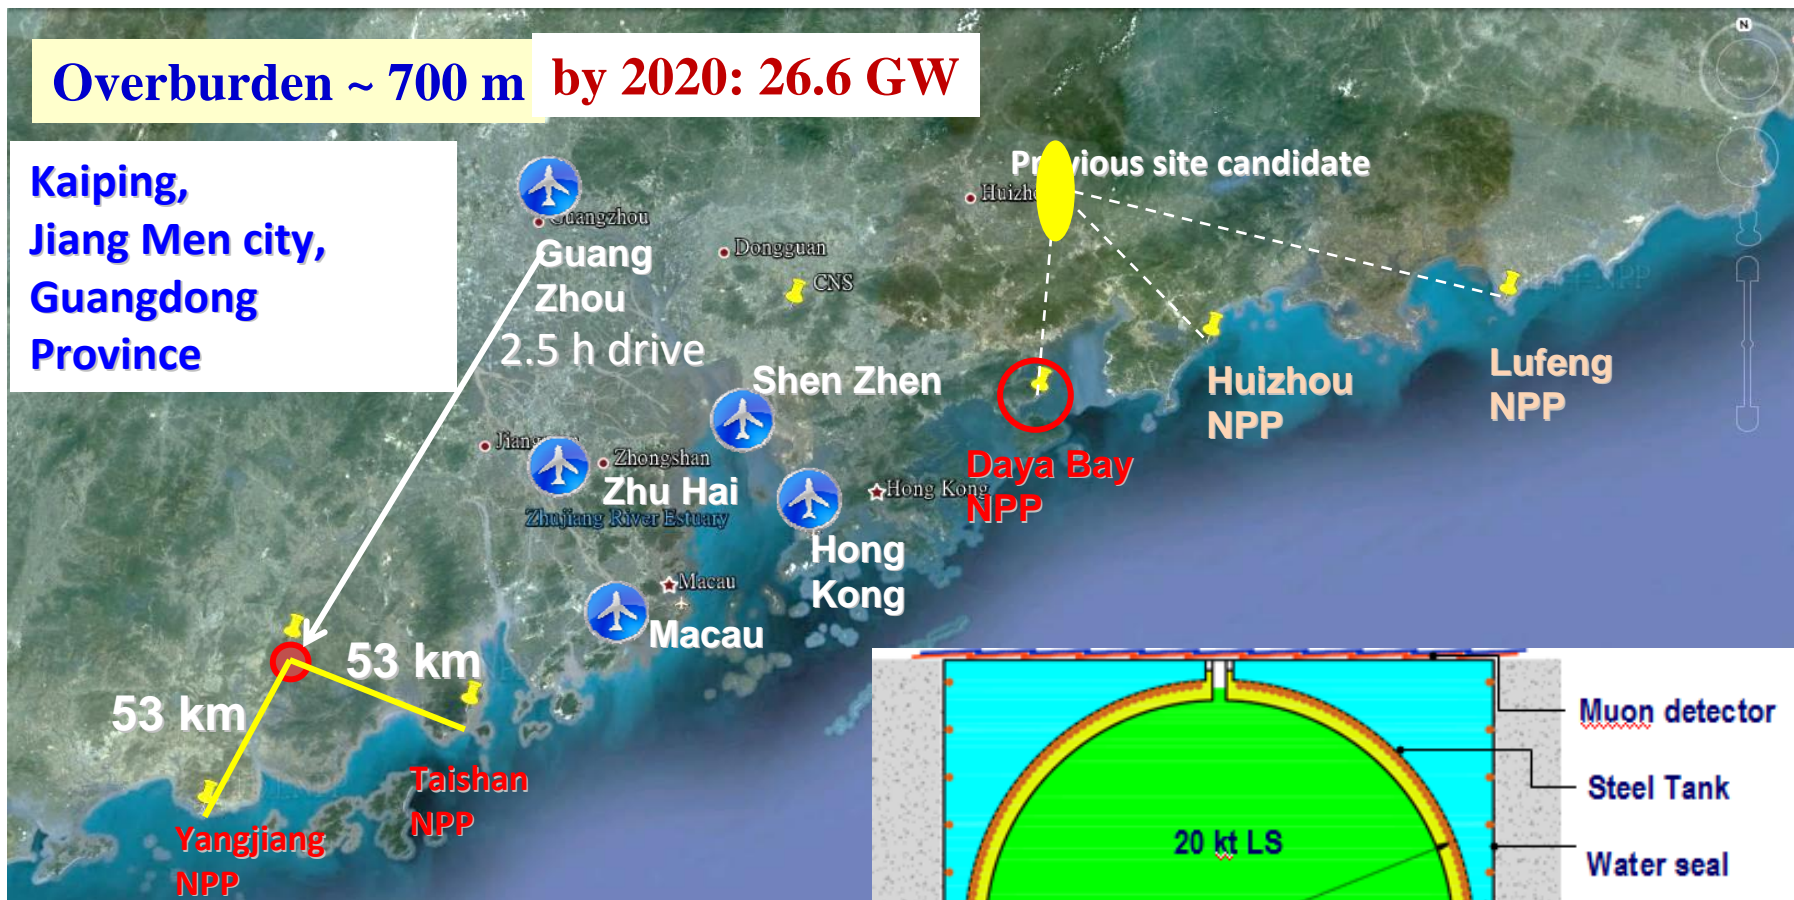 Overburden ~ 700 m
by 2020: 26.6 GW
Kaiping,
Jiang Men city,
Guangdong
Province
N
Previous site candidate
Guangzhou
Guang
Zhou
2.5 h drive
Dongguan
CNS
Shen Zhen
Zhongshan
Zhu Hai
Zhujiang River Estuary
Hong Kong
Hong
Kong
Macau
Macau
Daya Bay
NPP
Huizhou
NPP
Lufeng
NPP
53 km
53 km
Taishan
NPP
Yangjiang
NPP
Muon detector
Steel Tank
20 kt LS
Water seal